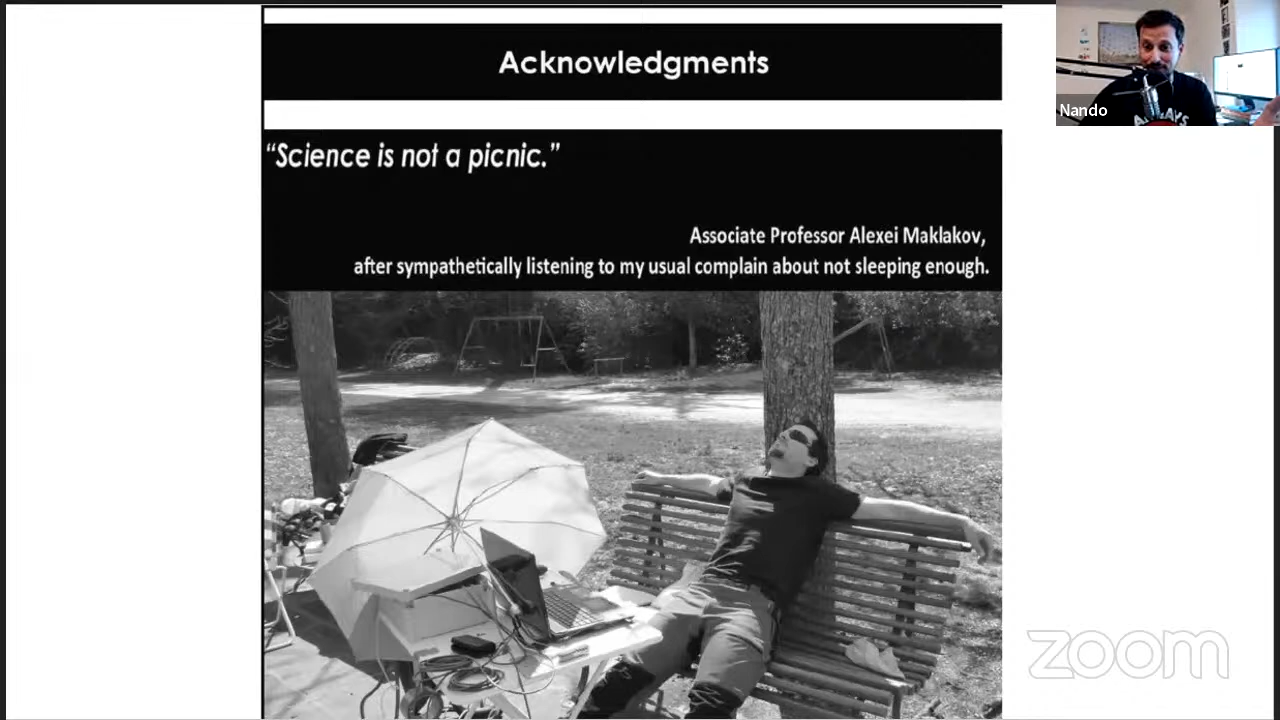 Acknowledgments
Nando
“Science is not a picnic.”
Associate Professor Alexei Maklakov,
after sympathetically listening to my usual complain about not sleeping enough.
zoom